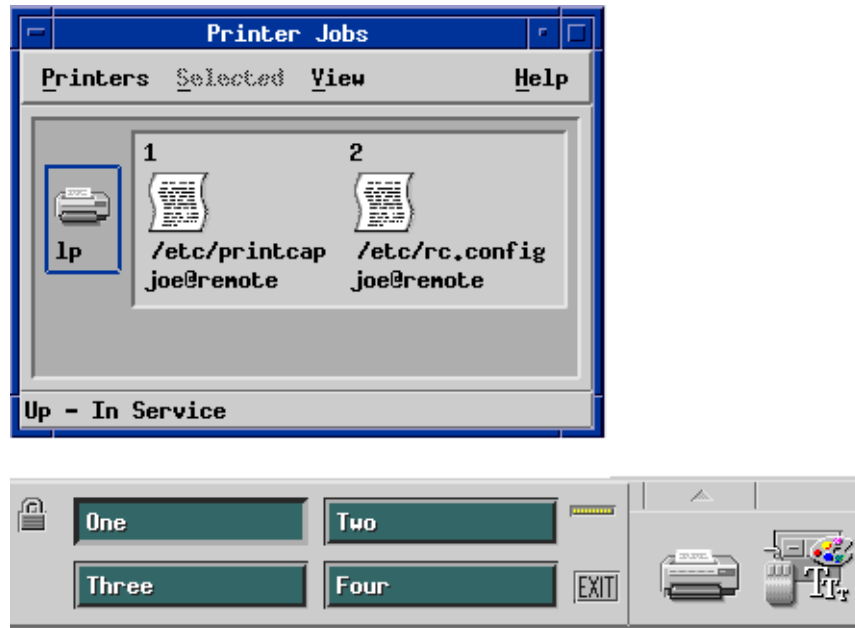 Printer Jobs
Printers Selected View Help
1 2
lp /etc/printcap /etc/rc.config
joe@remote joe@remote
Up - In Service
One Two
Three Four EXIT
TTT